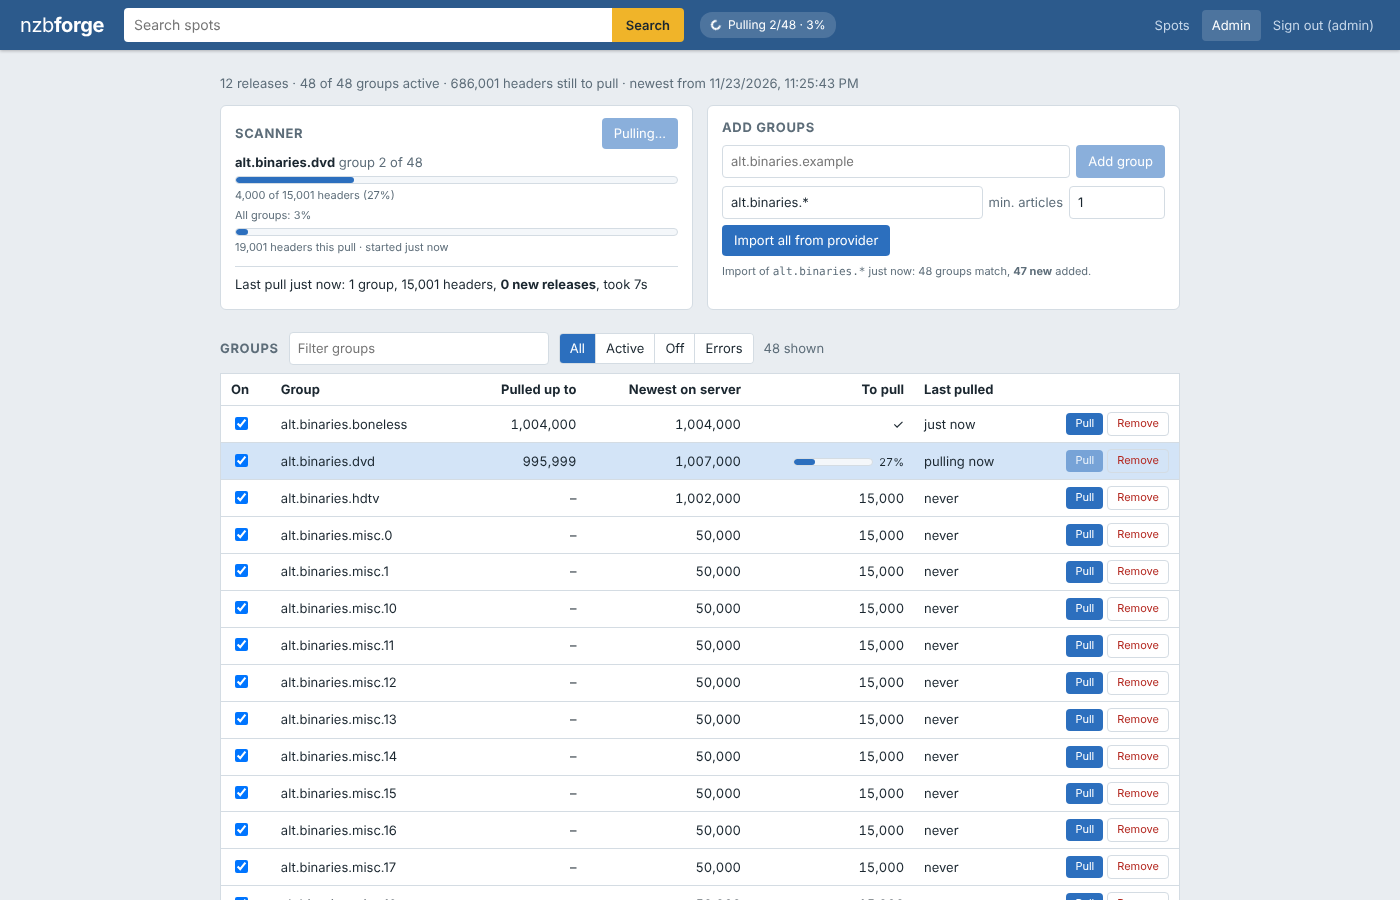 nzbforge Search spots Search Pulling 2/48 · 3% Spots Admin Sign out (admin)
12 releases · 48 of 48 groups active · 686,001 headers still to pull · newest from 11/23/2026, 11:25:43 PM
SCANNER Pulling...
alt.binaries.dvd group 2 of 48
4,000 of 15,001 headers (27%)
All groups: 3%
19,001 headers this pull · started just now
Last pull just now: 1 group, 15,001 headers, 0 new releases, took 7s
ADD GROUPS
alt.binaries.example Add group
alt.binaries.* min. articles 1
Import all from provider
Import of alt.binaries.* just now: 48 groups match, 47 new added.
GROUPS Filter groups All Active Off Errors 48 shown
On Group Pulled up to Newest on server To pull Last pulled
alt.binaries.boneless 1,004,000 1,004,000 ✓ just now Pull Remove
alt.binaries.dvd 995,999 1,007,000 27% pulling now Pull Remove
alt.binaries.hdtv – 1,002,000 15,000 never Pull Remove
alt.binaries.misc.0 – 50,000 15,000 never Pull Remove
alt.binaries.misc.1 – 50,000 15,000 never Pull Remove
alt.binaries.misc.10 – 50,000 15,000 never Pull Remove
alt.binaries.misc.11 – 50,000 15,000 never Pull Remove
alt.binaries.misc.12 – 50,000 15,000 never Pull Remove
alt.binaries.misc.13 – 50,000 15,000 never Pull Remove
alt.binaries.misc.14 – 50,000 15,000 never Pull Remove
alt.binaries.misc.15 – 50,000 15,000 never Pull Remove
alt.binaries.misc.16 – 50,000 15,000 never Pull Remove
alt.binaries.misc.17 – 50,000 15,000 never Pull Remove